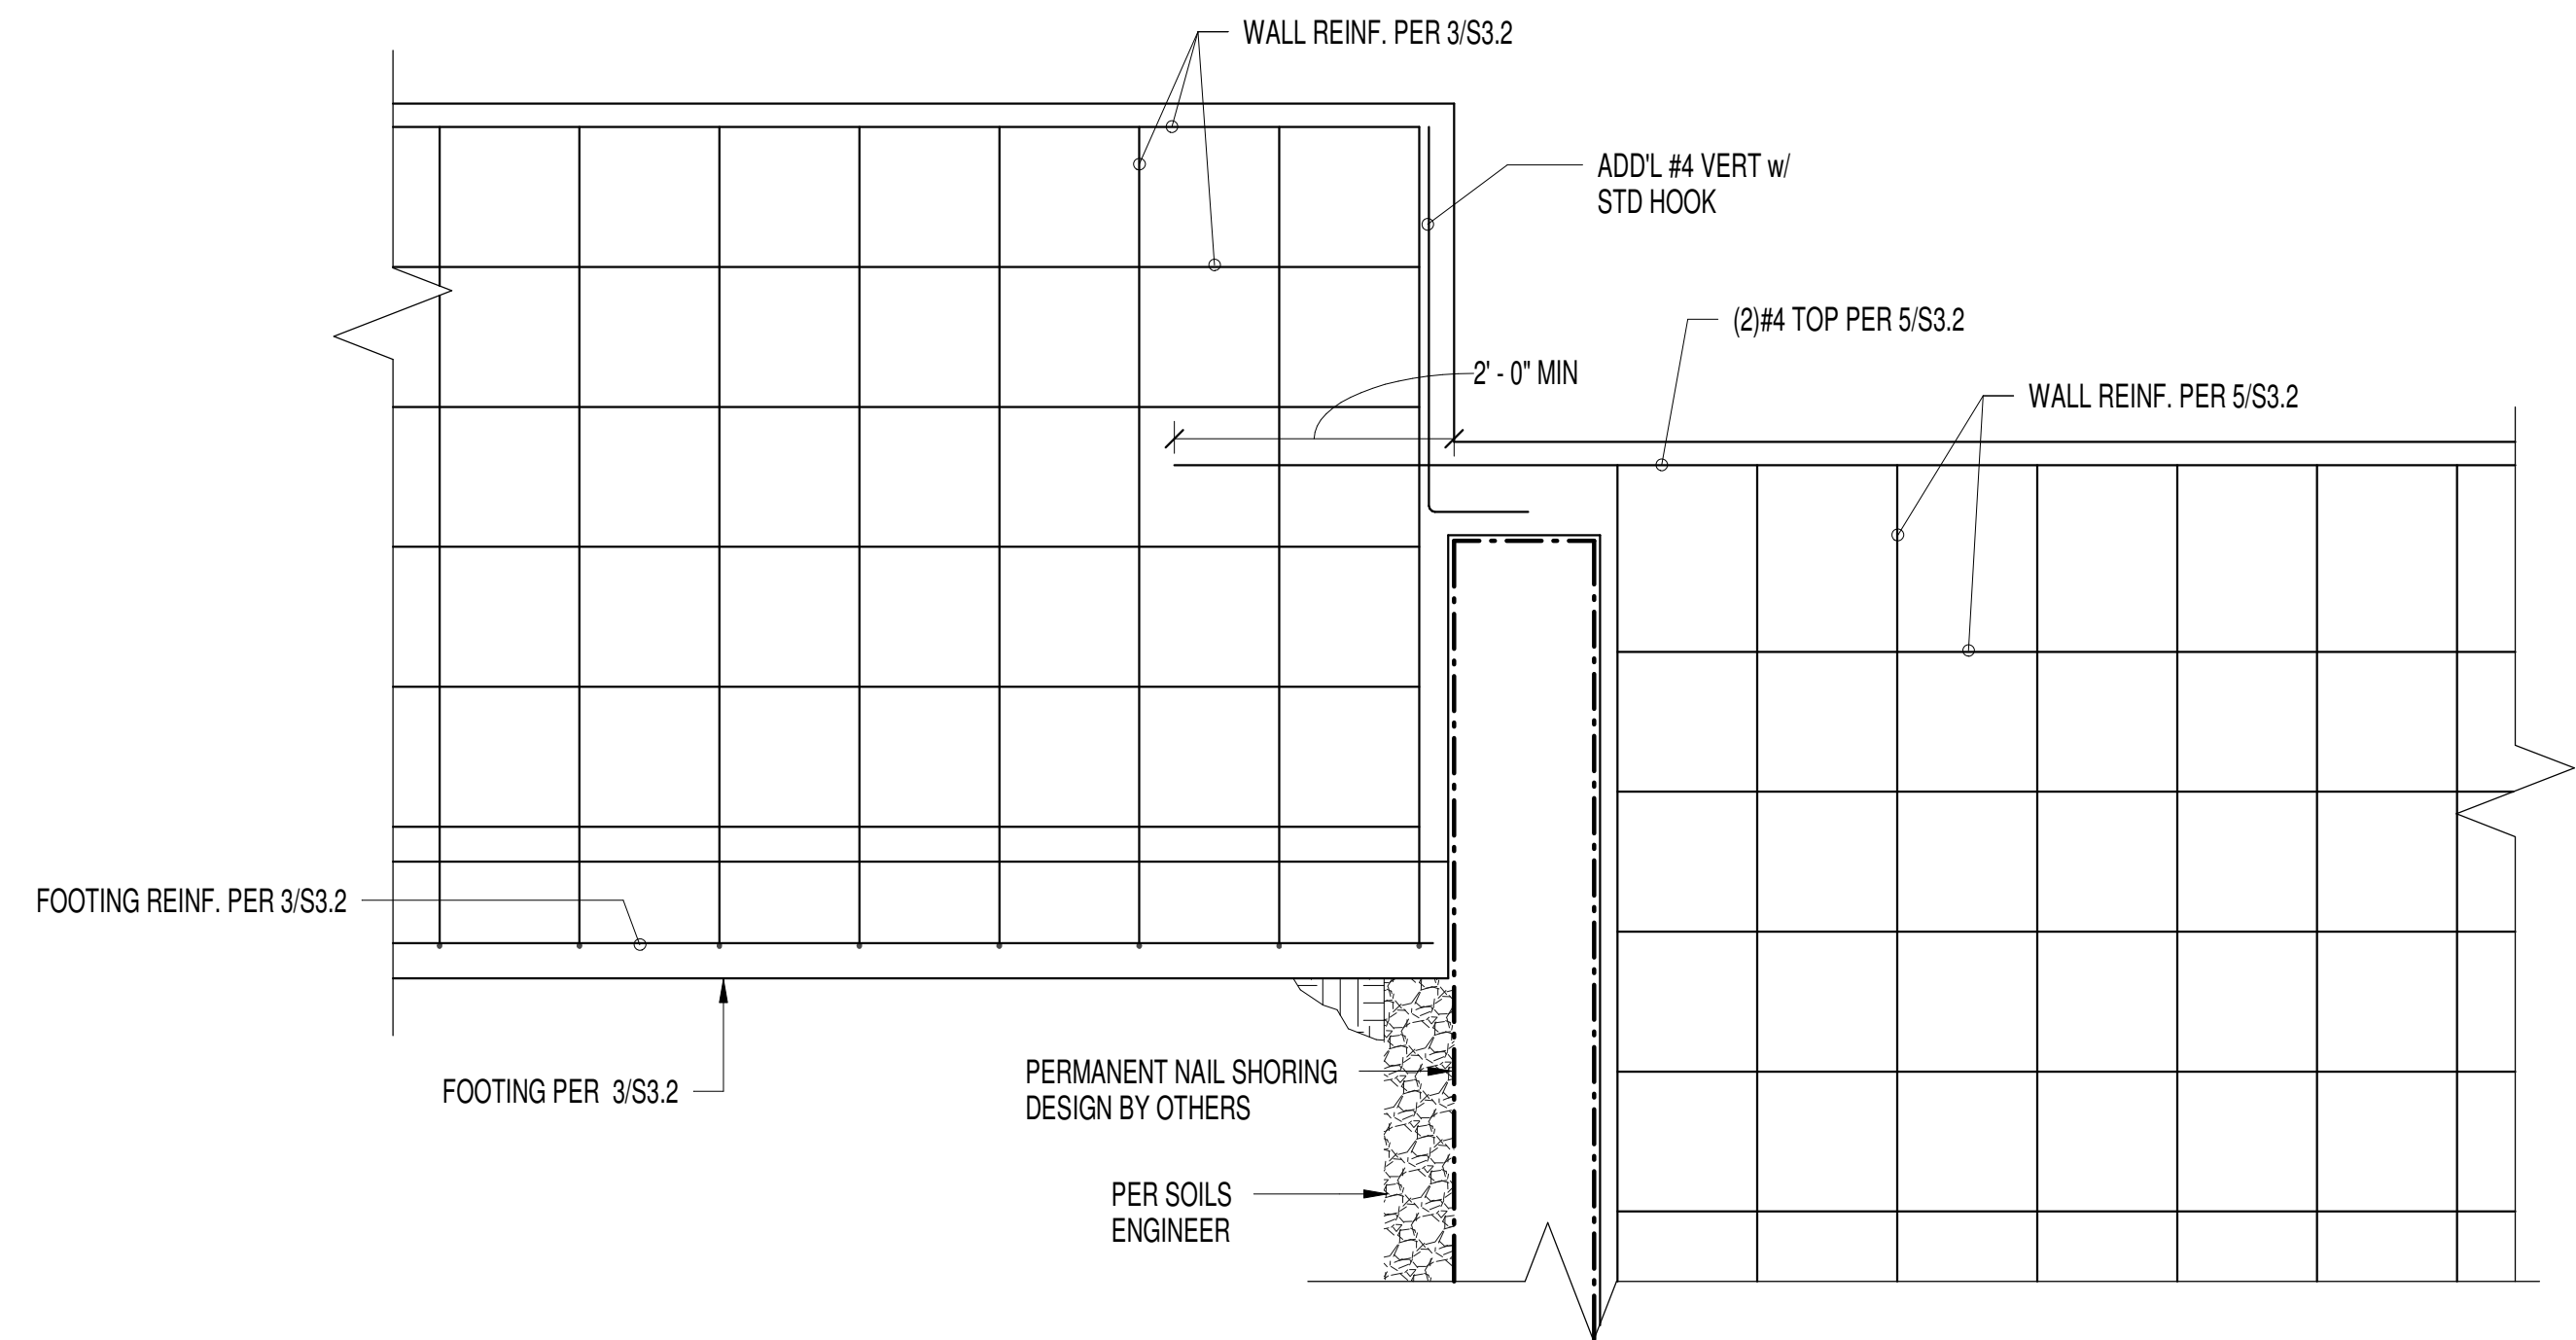 WALL REINF. PER 3/S3.2
ADD'L #4 VERT w/
STD HOOK
(2)#4 TOP PER 5/S3.2
2' - 0" MIN
WALL REINF. PER 5/S3.2
FOOTING REINF. PER 3/S3.2
FOOTING PER 3/S3.2
PERMANENT NAIL SHORING
DESIGN BY OTHERS
PER SOILS
ENGINEER